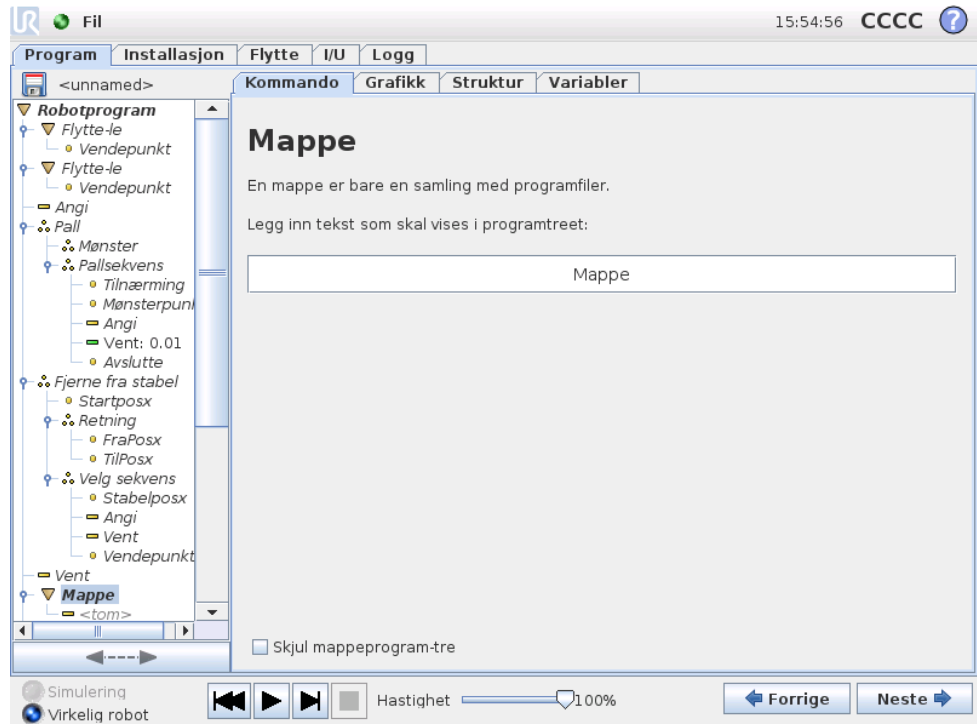 UR Fil 15:54:56 CCCC ?
Program Installasjon Flytte I/U Logg
<unnamed>
Kommando Grafikk Struktur Variabler
Robotprogram
Flytte-le
Vendepunkt
Flytte-le
Vendepunkt
Angi
Pall
Mønster
Pallsekvens
Tilnærming
Mønsterpunl
Angi
Vent: 0.01
Avslutte
Fjerne fra stabel
Startposx
Retning
FraPosx
TilPosx
Velg sekvens
Stabelposx
Angi
Vent
Vendepunkt
Vent
Mappe
<tom>
Mappe
En mappe er bare en samling med programfiler.
Legg inn tekst som skal vises i programtreet:
Mappe
Skjul mappeprogram-tre
Simulering
Virkelig robot
Hastighet 100%
Forrige Neste